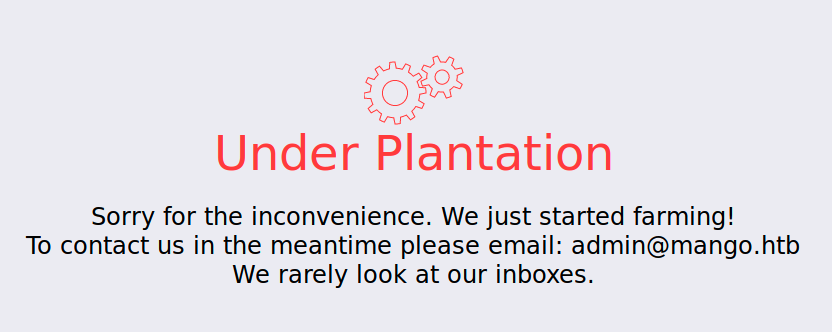 Under Plantation
Sorry for the inconvenience. We just started farming!
To contact us in the meantime please email: admin@mango.htb
We rarely look at our inboxes.